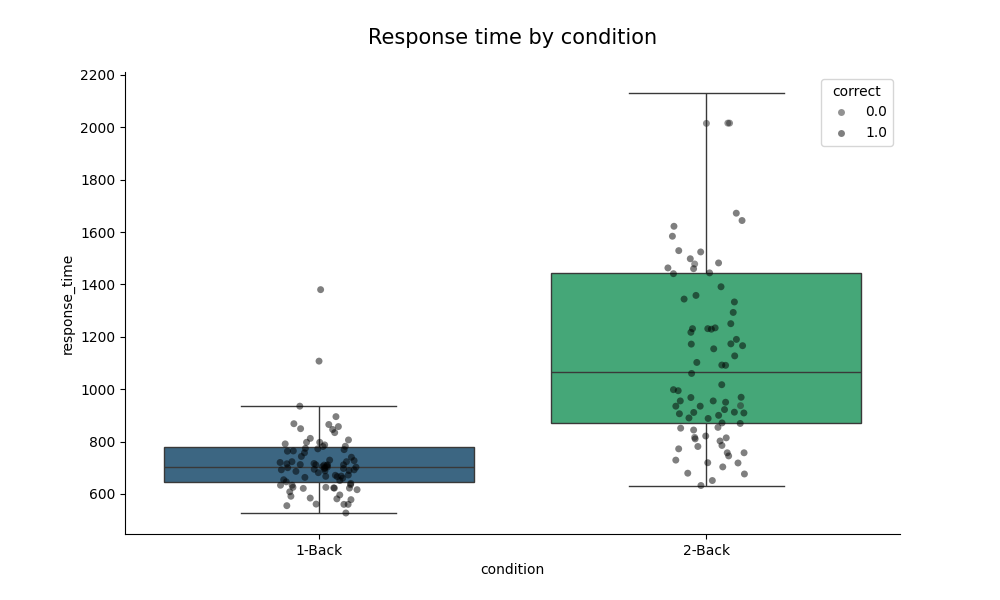 Response time by condition
2200
2000
1800
1600
1400
1200
1000
800
600
response_time
correct
0.0
1.0
1-Back
2-Back
condition